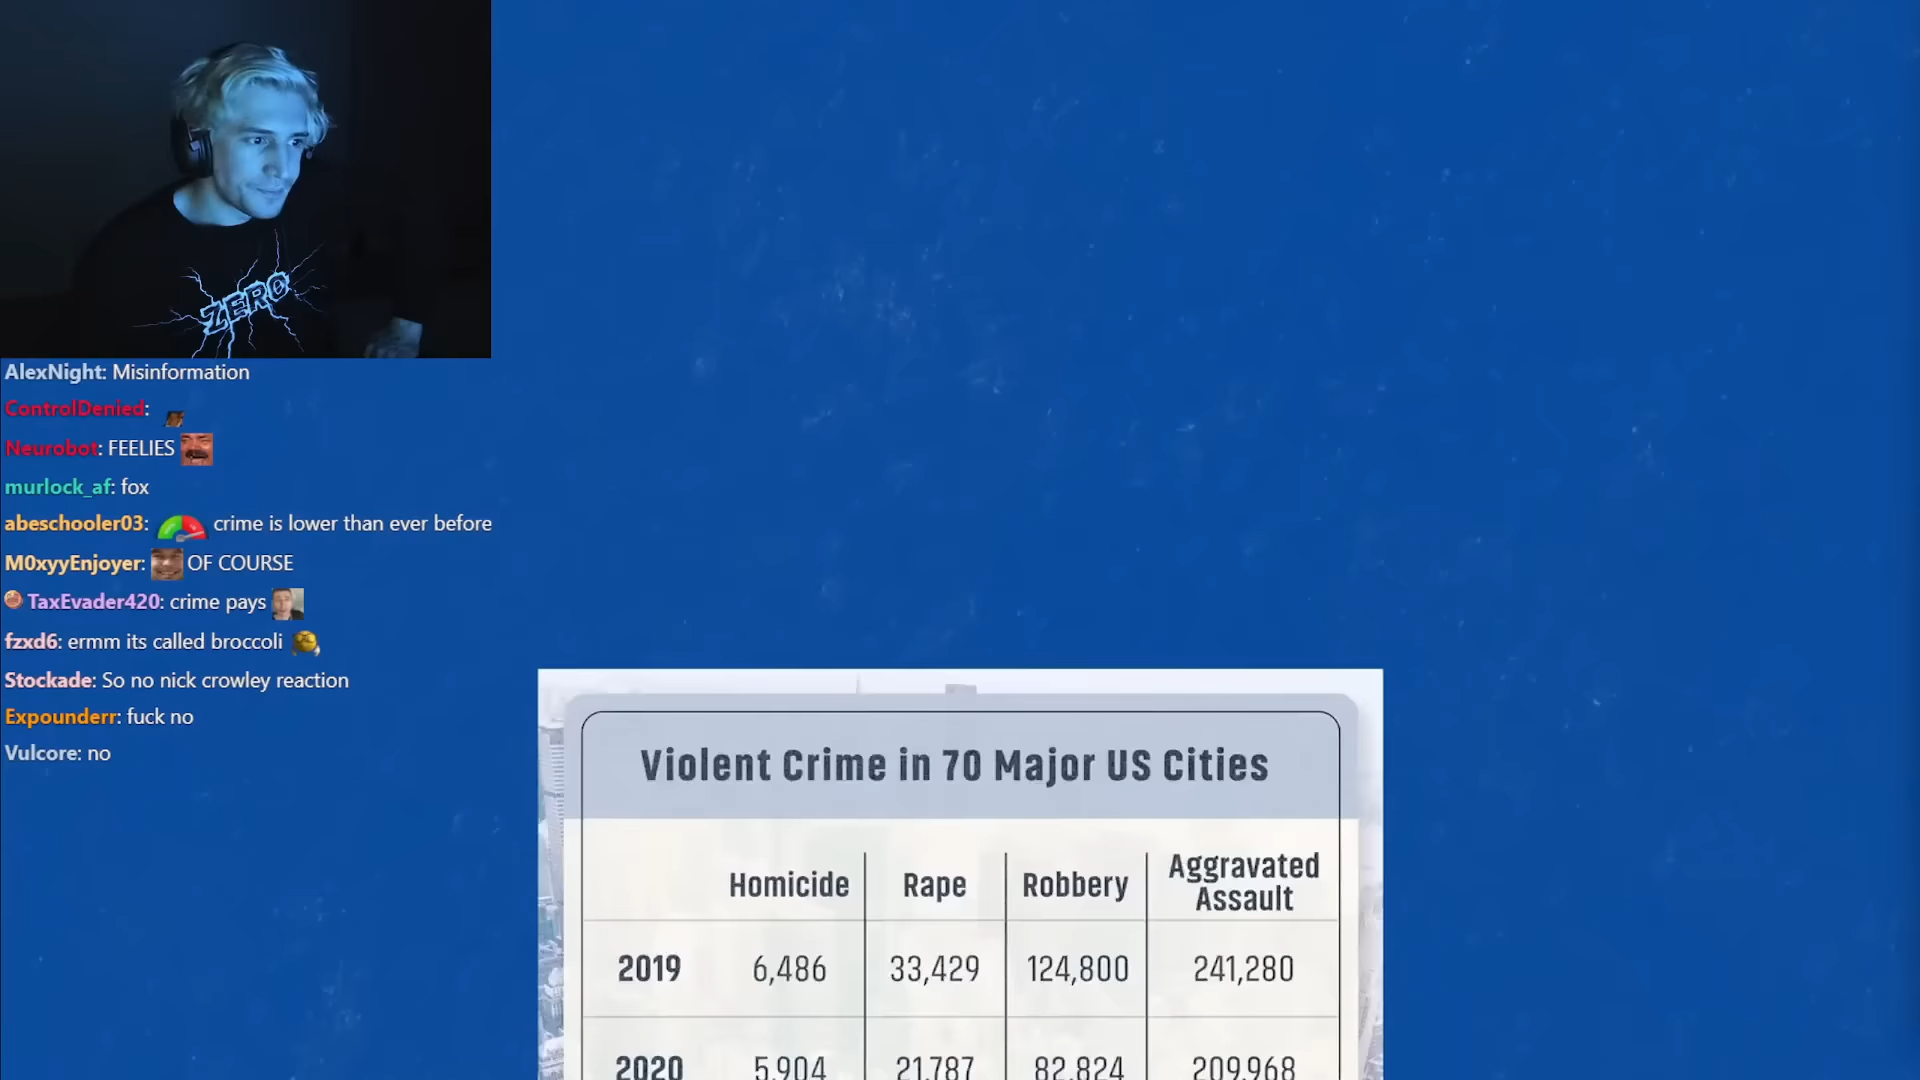 ZERO
AlexNight: Misinformation
ControlDenied:
Neurobot: FEELIES
murlock_af: fox
abeschooler03: crime is lower than ever before
M0xyyEnjoyer: OF COURSE
TaxEvader420: crime pays
fzxd6: ermm its called broccoli
Stockade: So no nick crowley reaction
Expounderr: fuck no
Vulcore: no
Violent Crime in 70 Major US Cities
Homicide Rape Robbery Aggravated Assault
2019 6,486 33,429 124,800 241,280
2020 5,904 21,787 82,824 209,968